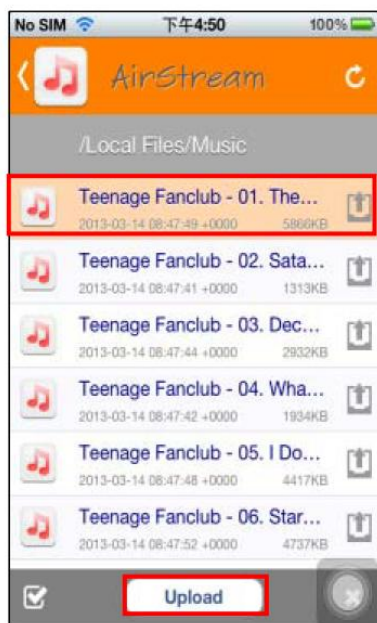 No SIM 下午4:50 100%
AirStream
/Local Files/Music
Teenage Fanclub - 01. The...
2013-03-14 08:47:49 +0000 5866KB
Teenage Fanclub - 02. Sata...
2013-03-14 08:47:41 +0000 1313KB
Teenage Fanclub - 03. Dec...
2013-03-14 08:47:44 +0000 2932KB
Teenage Fanclub - 04. Wha...
2013-03-14 08:47:42 +0000 1934KB
Teenage Fanclub - 05. I Do...
2013-03-14 08:47:48 +0000 4417KB
Teenage Fanclub - 06. Star...
2013-03-14 08:47:52 +0000 4737KB
Upload